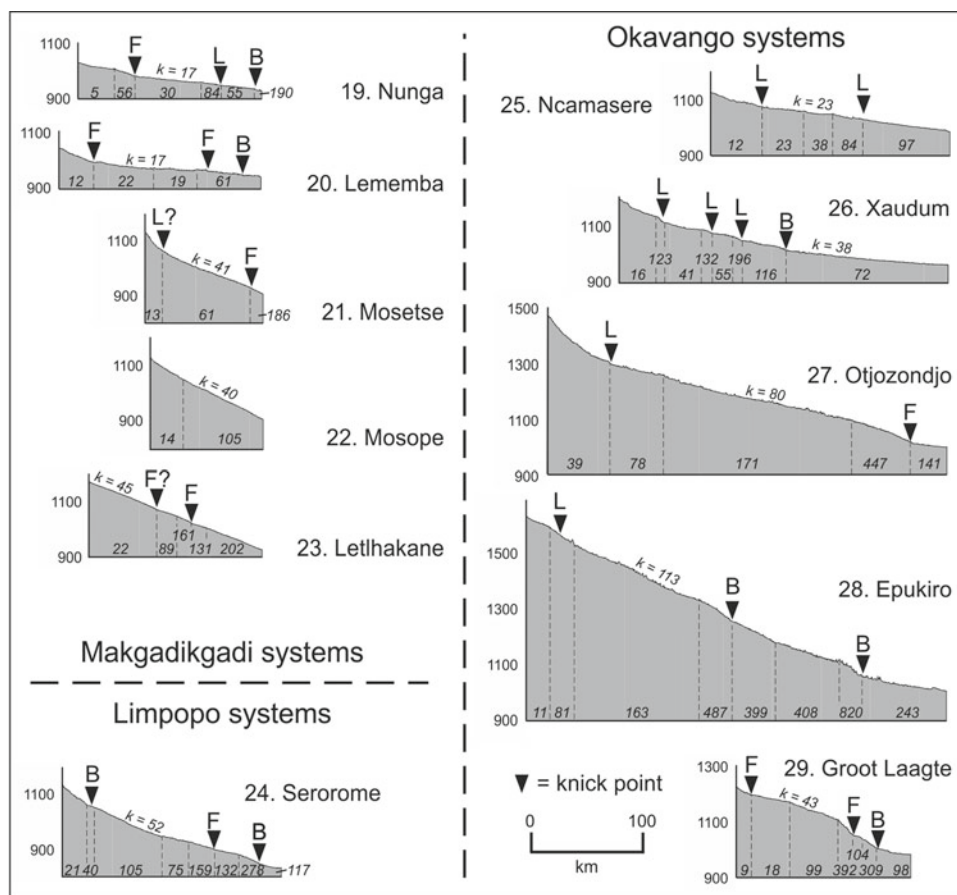 1100
F
L
B
k = 17
900
5 56 30 84 55 190
19. Nunga
1100
F
F
B
k = 17
900
12 22 19 61
20. Lememba
L?
1100
F
k = 41
900
13 61 186
21. Mosetse
1100
k = 40
900
14 105
22. Mosope
F?
k = 45
F
1100
161
900
22 89 131 202
23. Letlhakane
Makgadikgadi systems
Limpopo systems
B
1100
24. Serorome
k = 52
F
B
900
21 40 105 75 159 132 278 117
Okavango systems
25. Ncamasere
L
L
1100
k = 23
900
12 23 38 84 97
26. Xaudum
L
L
L
B
1100
k = 38
123 132 196
900
16 41 55 116 72
1500
L
1300
27. Otjozondjo
k = 80
F
1100
900
39 78 171 447 141
L
1500
k = 113
28. Epukiro
B
1300
B
1100
900
11 81 163 487 399 408 820 243
29. Groot Laagte
1300
F
k = 43
F
B
1100
104
900
9 18 99 392 309 98
= knick point
0 100
km